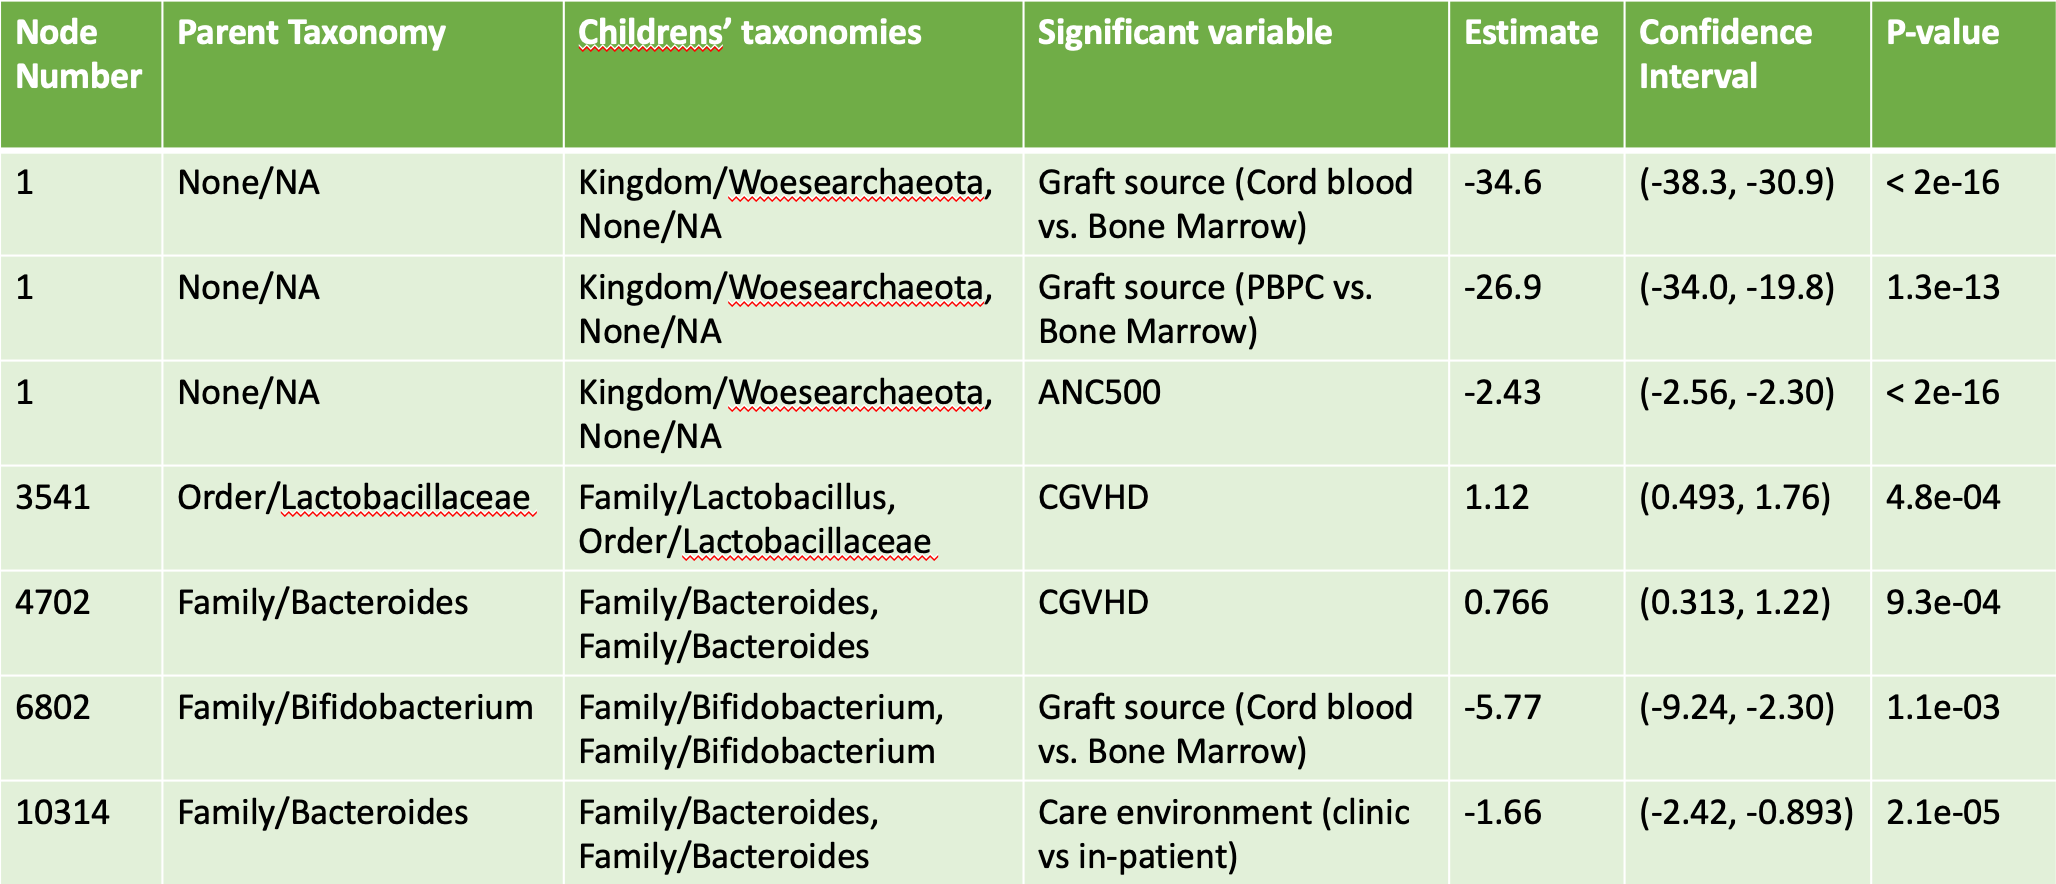 Node Number Parent Taxonomy Childrens’ taxonomies Significant variable Estimate Confidence Interval P-value
1 None/NA Kingdom/Woesearchaeota, None/NA Graft source (Cord blood vs. Bone Marrow) -34.6 (-38.3, -30.9) < 2e-16
1 None/NA Kingdom/Woesearchaeota, None/NA Graft source (PBPC vs. Bone Marrow) -26.9 (-34.0, -19.8) 1.3e-13
1 None/NA Kingdom/Woesearchaeota, None/NA ANC500 -2.43 (-2.56, -2.30) < 2e-16
3541 Order/Lactobacillaceae Family/Lactobacillus, Order/Lactobacillaceae CGVHD 1.12 (0.493, 1.76) 4.8e-04
4702 Family/Bacteroides Family/Bacteroides, Family/Bacteroides CGVHD 0.766 (0.313, 1.22) 9.3e-04
6802 Family/Bifidobacterium Family/Bifidobacterium, Family/Bifidobacterium Graft source (Cord blood vs. Bone Marrow) -5.77 (-9.24, -2.30) 1.1e-03
10314 Family/Bacteroides Family/Bacteroides, Family/Bacteroides Care environment (clinic vs in-patient) -1.66 (-2.42, -0.893) 2.1e-05